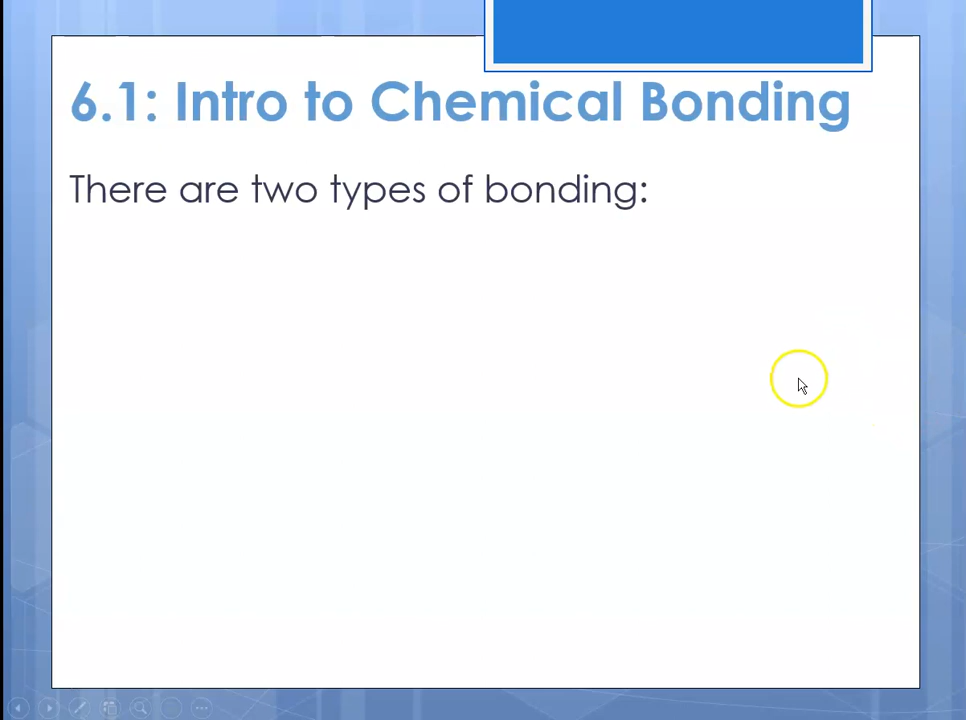 6.1: Intro to Chemical Bonding
There are two types of bonding: